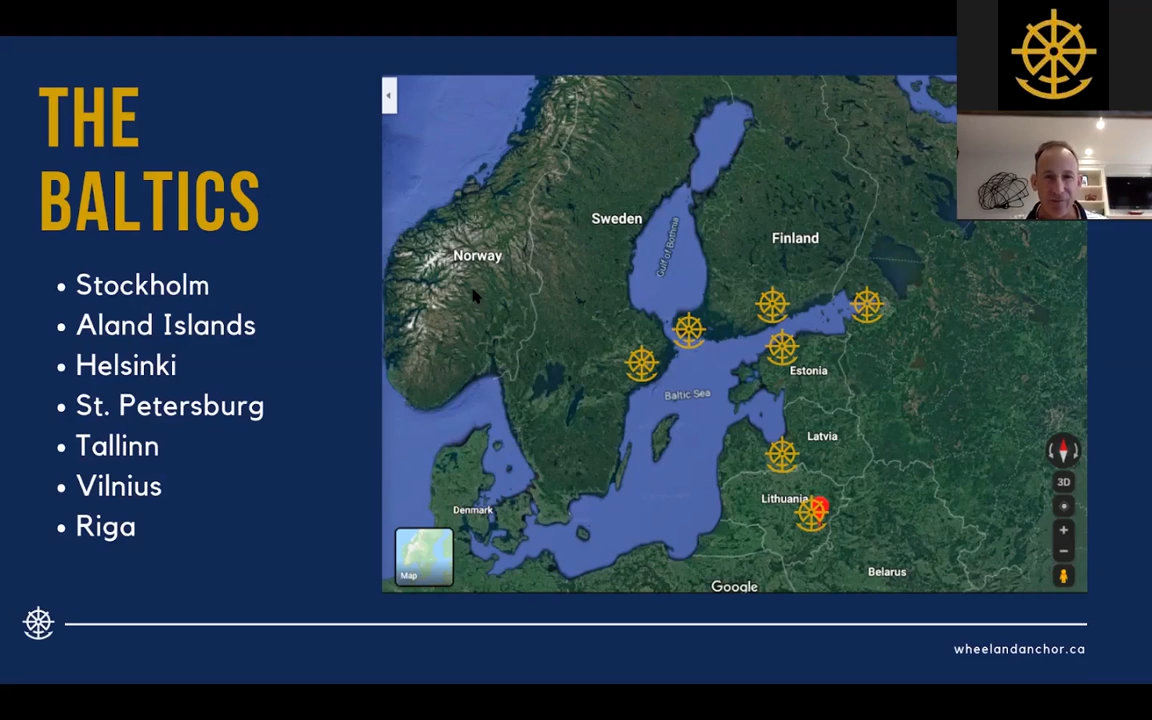 THE
BALTICS
• Stockholm
• Aland Islands
• Helsinki
• St. Petersburg
• Tallinn
• Vilnius
• Riga
Sweden
Finland
Norway
Gulf of Bothnia
Estonia
Baltic Sea
Latvia
Lithuania
Denmark
3D
Map
Belarus
Google
wheelandanchor.ca